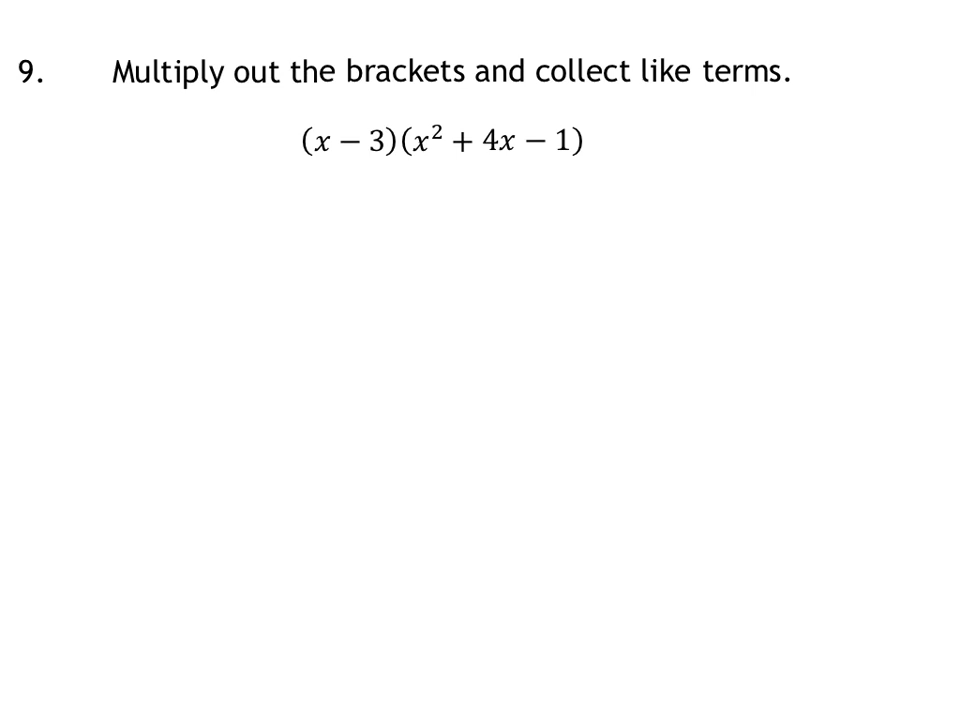 9. Multiply out the brackets and collect like terms.
(x − 3)(x² + 4x − 1)